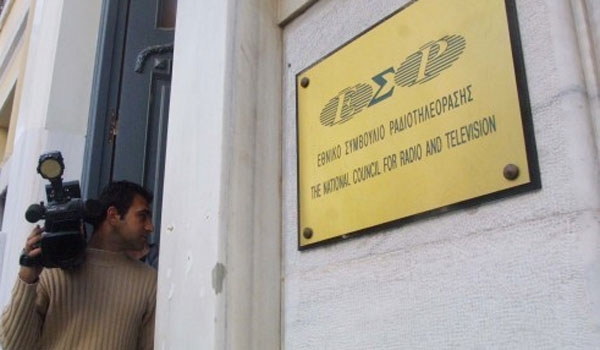 ΕΣΡ
ΕΘΝΙΚΟ ΣΥΜΒΟΥΛΙΟ ΡΑΔΙΟΤΗΛΕΟΡΑΣΗΣ
THE NATIONAL COUNCIL FOR RADIO AND TELEVISION